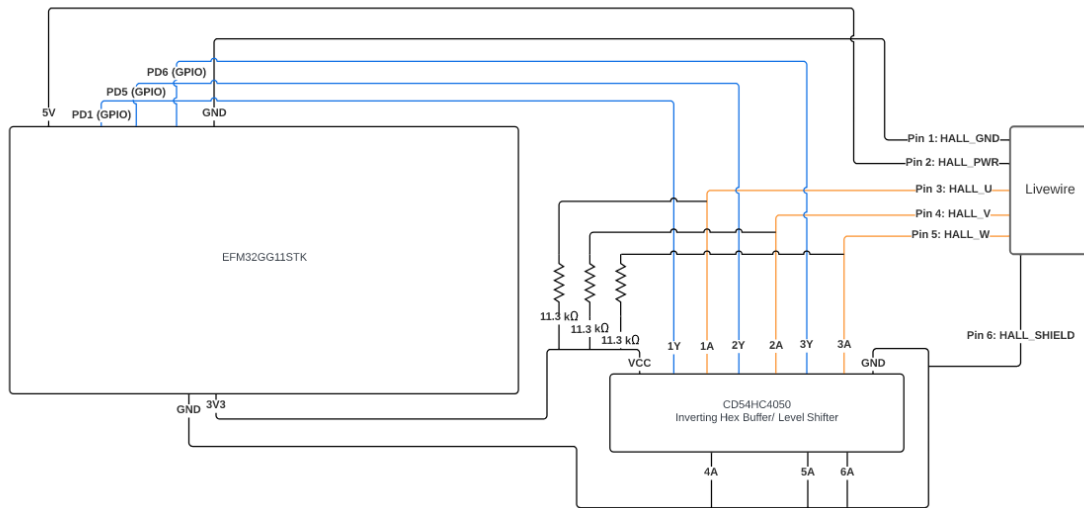 PD6 (GPIO)
PD5 (GPIO)
5V
PD1 (GPIO)
GND
Pin 1: HALL_GND
Pin 2: HALL_PWR
Pin 3: HALL_U
Livewire
Pin 4: HALL_V
Pin 5: HALL_W
EFM32GG11STK
11.3 kΩ
11.3 kΩ
11.3 kΩ
Pin 6: HALL_SHIELD
1Y
1A
2Y
2A
3Y
3A
VCC
GND
GND
3V3
CD54HC4050
Inverting Hex Buffer/ Level Shifter
4A
5A
6A